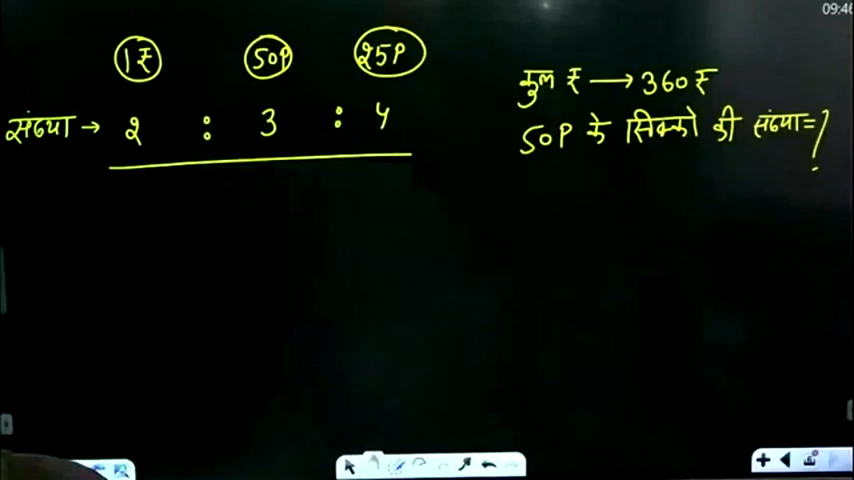 09:46
1₹ 50P 25P
संख्या → 2 : 3 : 4
कुल ₹ → 360₹
50P के सिक्को की संख्या = ?